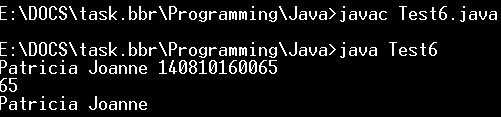 E:\DOCS\task.bbr\Programming\Java>javac Test6.java
E:\DOCS\task.bbr\Programming\Java>java Test6
Patricia Joanne 140810160065
65
Patricia Joanne